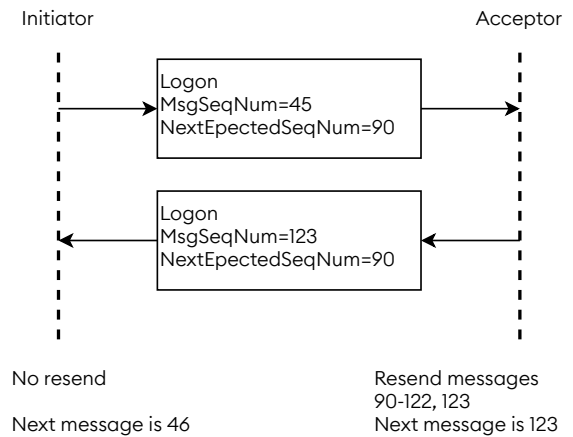 Initiator
Acceptor
Logon
MsgSeqNum=45
NextEpectedSeqNum=90
Logon
MsgSeqNum=123
NextEpectedSeqNum=90
No resend
Next message is 46
Resend messages
90-122, 123
Next message is 123